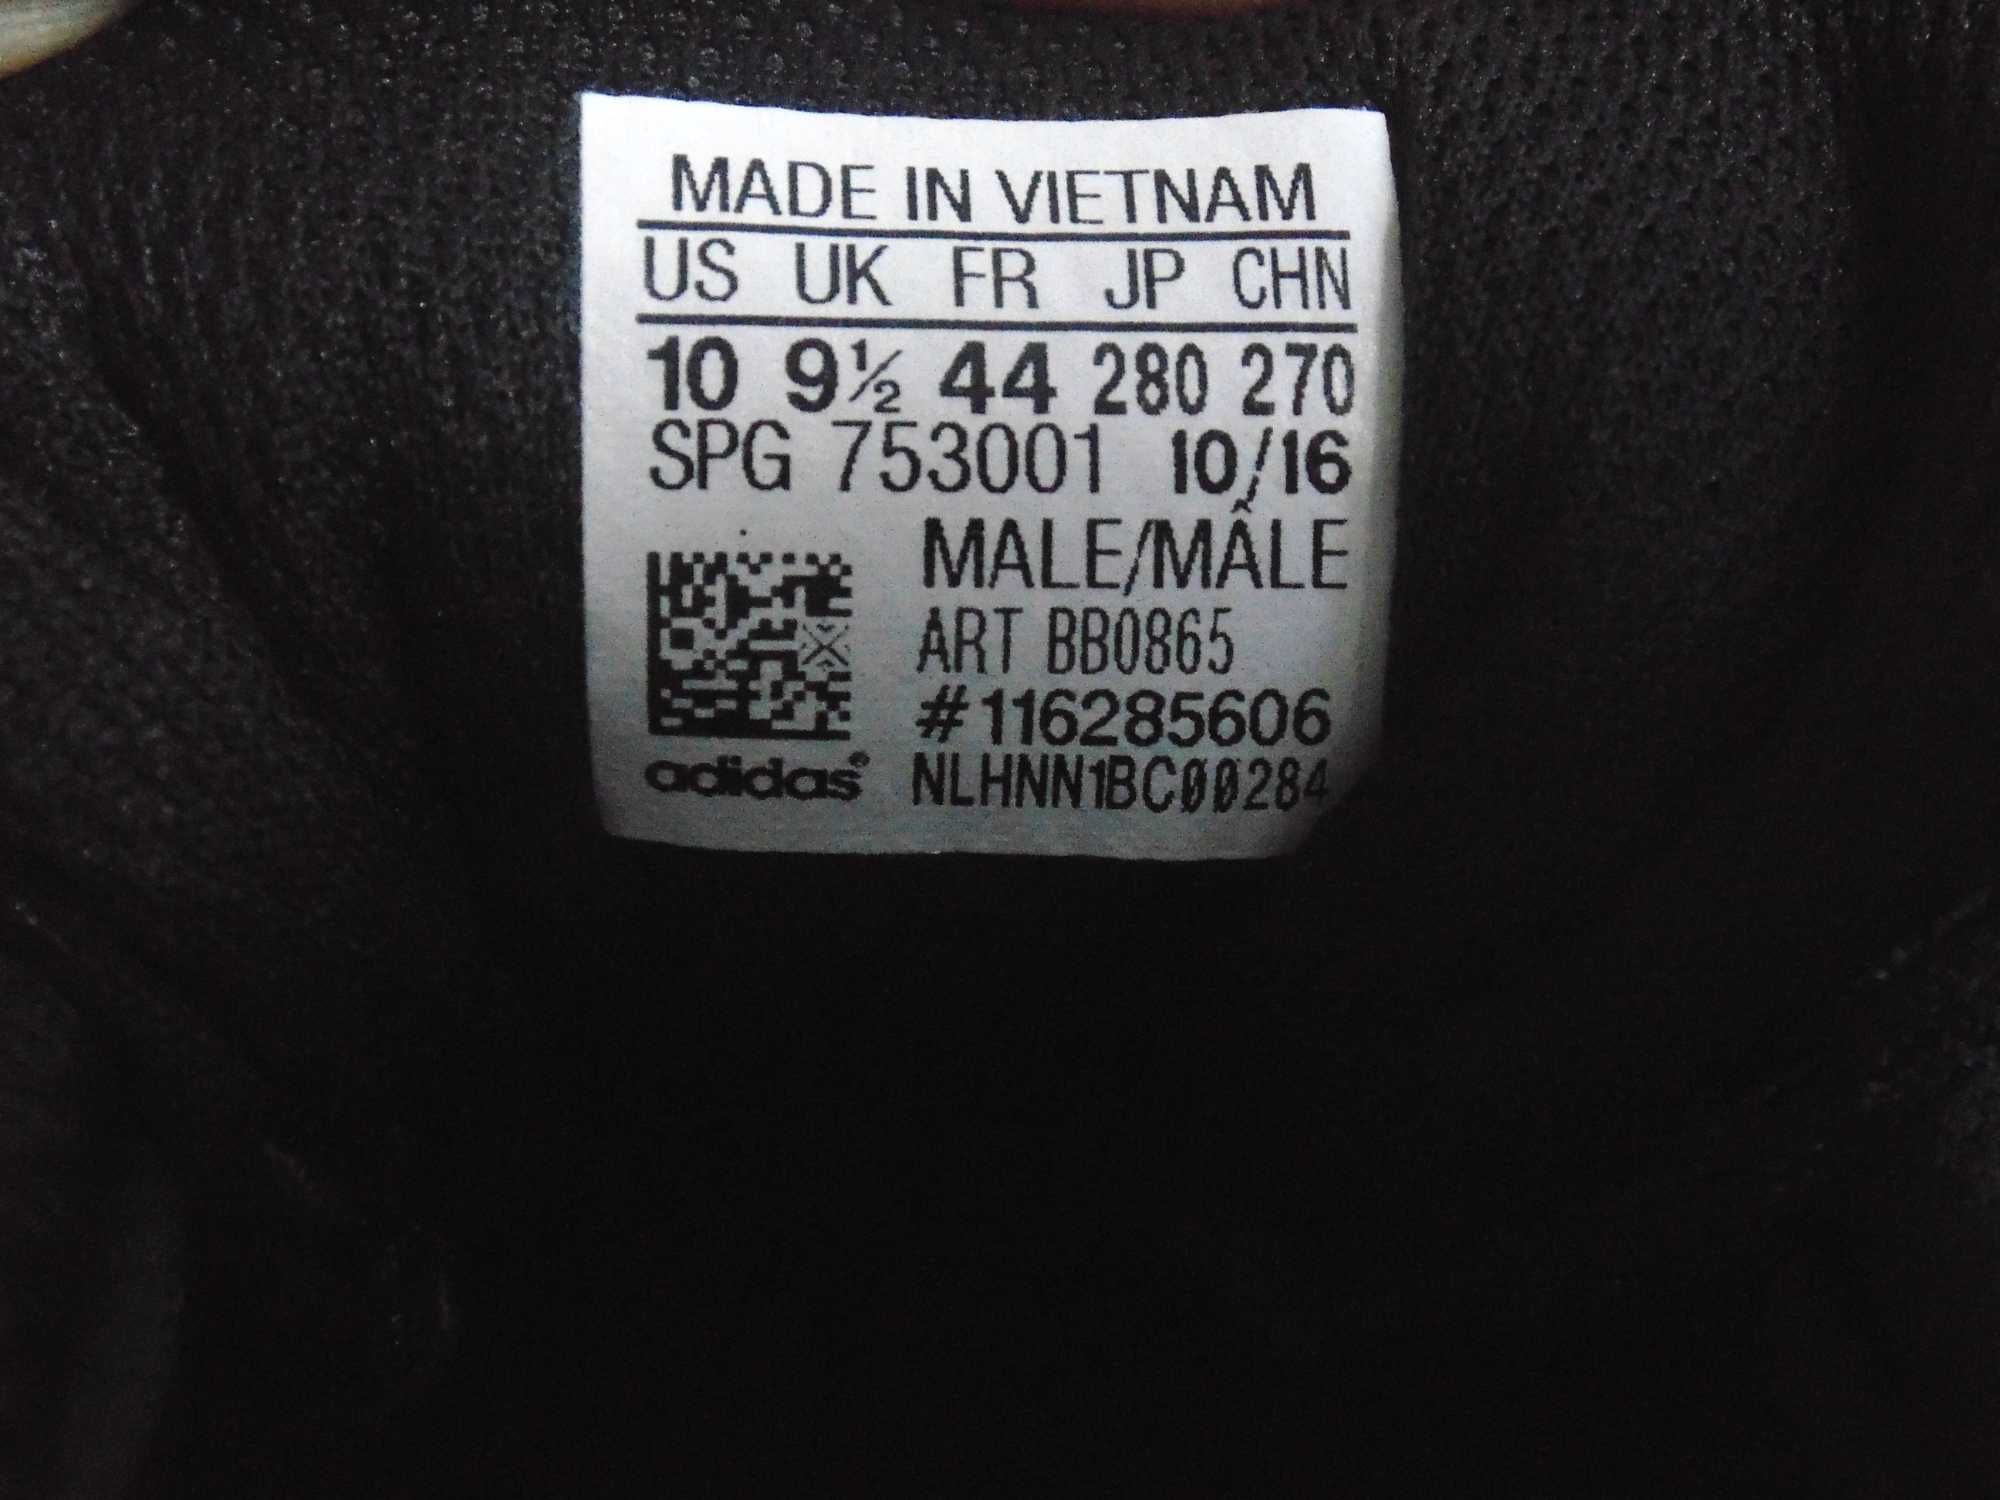 MADE IN VIETNAM
US UK FR JP CHN
10 9½ 44 280 270
SPG 753001 10/16
MALE/MÂLE
ART BB0865
#116285606
adidas® NLHNN1BC00284